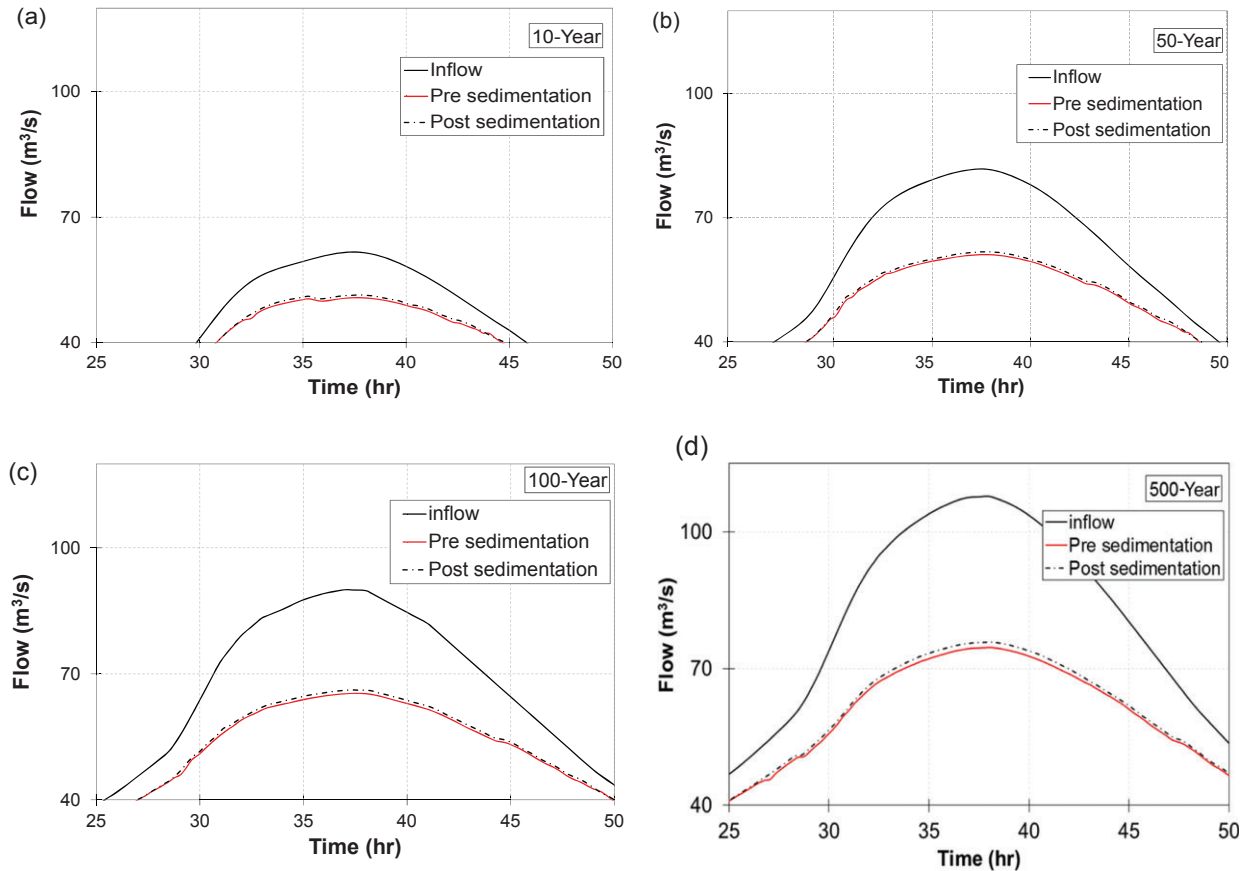 (a)
10-Year
Inflow
Pre sedimentation
Post sedimentation
Flow (m³/s)
100
70
40
25 30 35 40 45 50
Time (hr)
(b)
50-Year
Inflow
Pre sedimentation
Post sedimentation
Flow (m³/s)
100
70
40
25 30 35 40 45 50
Time (hr)
(c)
100-Year
inflow
Pre sedimentation
Post sedimentation
Flow (m³/s)
100
70
40
25 30 35 40 45 50
Time (hr)
(d)
500-Year
inflow
Pre sedimentation
Post sedimentation
Flow (m³/s)
100
70
40
25 30 35 40 45 50
Time (hr)